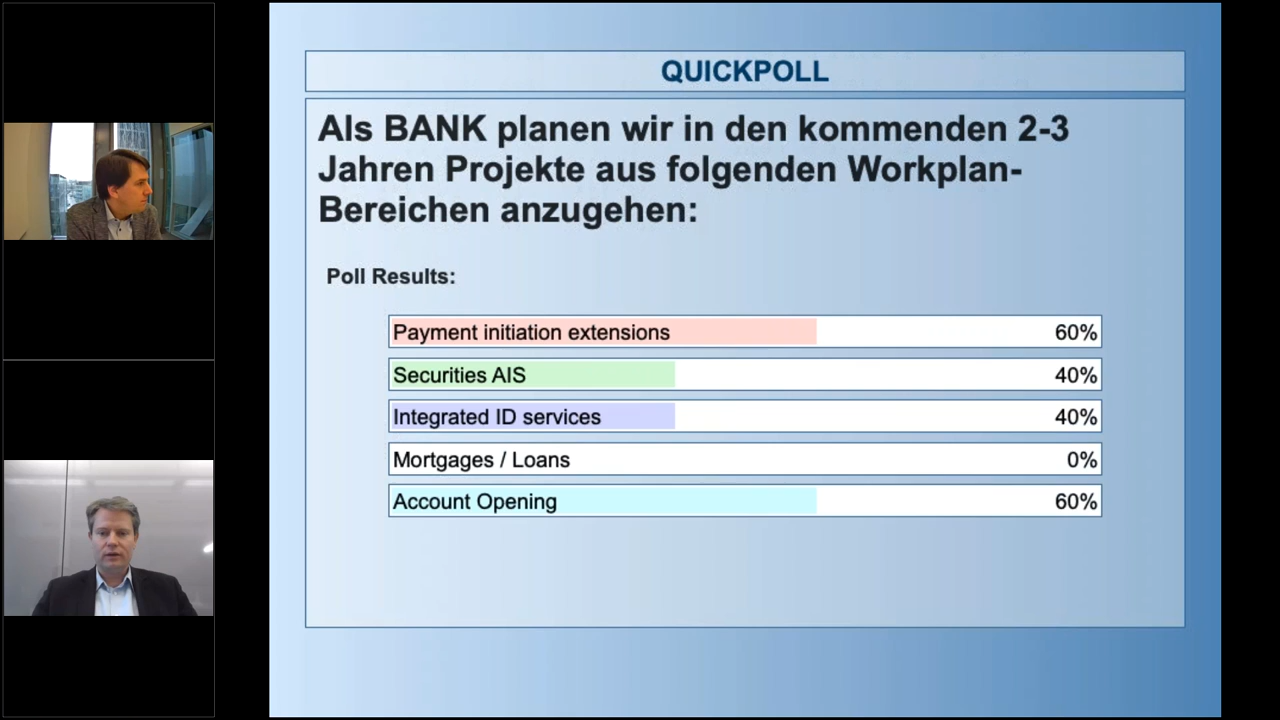 QUICKPOLL
Als BANK planen wir in den kommenden 2-3
Jahren Projekte aus folgenden Workplan-
Bereichen anzugehen:
Poll Results:
Payment initiation extensions 60%
Securities AIS 40%
Integrated ID services 40%
Mortgages / Loans 0%
Account Opening 60%